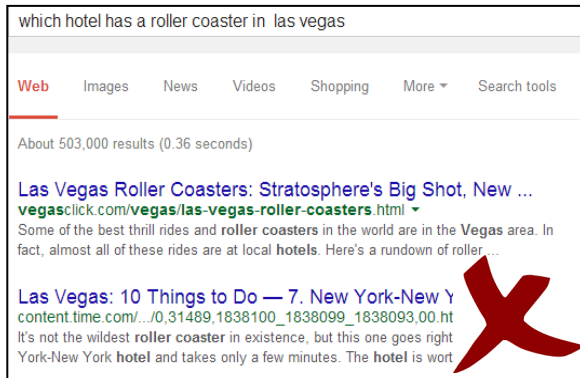 which hotel has a roller coaster in las vegas
Web Images News Videos Shopping More Search tools
About 503,000 results (0.36 seconds)
Las Vegas Roller Coasters: Stratosphere's Big Shot, New ...
vegasclick.com/vegas/las-vegas-roller-coasters.html
Some of the best thrill rides and roller coasters in the world are in the Vegas area. In
fact, almost all of these rides are at local hotels. Here's a rundown of roller ...
Las Vegas: 10 Things to Do — 7. New York-New Y
content.time.com/.../0,31489,1838100_1838099_1838093,00.ht
It's not the wildest roller coaster in existence, but this one goes right
York-New York hotel and takes only a few minutes. The hotel is wort